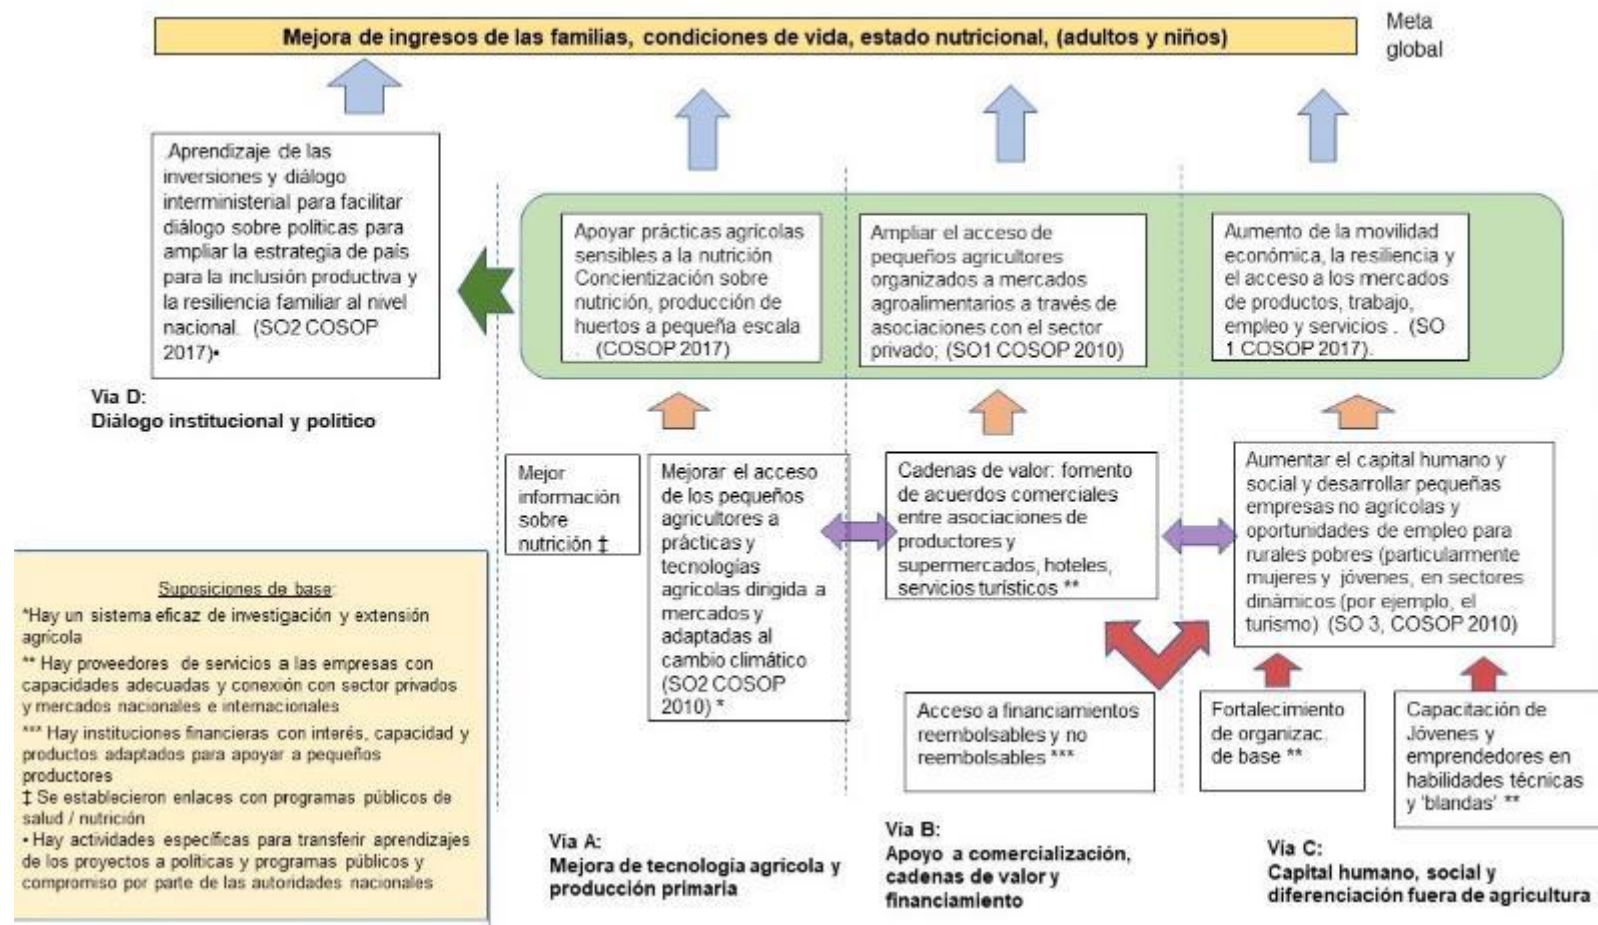 Meta
global
Mejora de ingresos de las familias, condiciones de vida, estado nutricional, (adultos y niños)
Aprendizaje de las
inversiones y diálogo
interministerial para facilitar
diálogo sobre políticas para
ampliar la estrategia de país
para la inclusión productiva y
la resiliencia familiar al nivel
nacional. (SO2 COSOP
2017)•
Vía D:
Diálogo institucional y político
Apoyar prácticas agrícolas
sensibles a la nutrición
Concientización sobre
nutrición, producción de
huertos a pequeña escala
. (COSOP 2017)
Ampliar el acceso de
pequeños agricultores
organizados a mercados
agroalimentarios a través de
asociaciones con el sector
privado; (SO1 COSOP 2010)
Aumento de la movilidad
económica, la resiliencia y
el acceso a los mercados
de productos, trabajo,
empleo y servicios . (SO
1 COSOP 2017).
Mejor
información
sobre
nutrición ‡
Mejorar el acceso
de los pequeños
agricultores a
prácticas y
tecnologías
agrícolas dirigida a
mercados y
adaptadas al
cambio climático
(SO2 COSOP
2010) *
Cadenas de valor: fomento
de acuerdos comerciales
entre asociaciones de
productores y
supermercados, hoteles,
servicios turísticos **
Aumentar el capital humano y
social y desarrollar pequeñas
empresas no agrícolas y
oportunidades de empleo para
rurales pobres (particularmente
mujeres y jóvenes, en sectores
dinámicos (por ejemplo, el
turismo) (SO 3, COSOP 2010)
Acceso a financiamientos
reembolsables y no
reembolsables ***
Fortalecimiento
de organizac.
de base **
Capacitación de
Jóvenes y
emprendedores en
habilidades técnicas
y 'blandas' **
Suposiciones de base:
*Hay un sistema eficaz de investigación y extensión
agrícola
** Hay proveedores de servicios a las empresas con
capacidades adecuadas y conexión con sector privados
y mercados nacionales e internacionales
*** Hay instituciones financieras con interés, capacidad y
productos adaptados para apoyar a pequeños
productores
‡ Se establecieron enlaces con programas públicos de
salud / nutrición
• Hay actividades específicas para transferir aprendizajes
de los proyectos a políticas y programas públicos y
compromiso por parte de las autoridades nacionales
Vía A:
Mejora de tecnología agrícola y
producción primaria
Vía B:
Apoyo a comercialización,
cadenas de valor y
financiamiento
Vía C:
Capital humano, social y
diferenciación fuera de agricultura